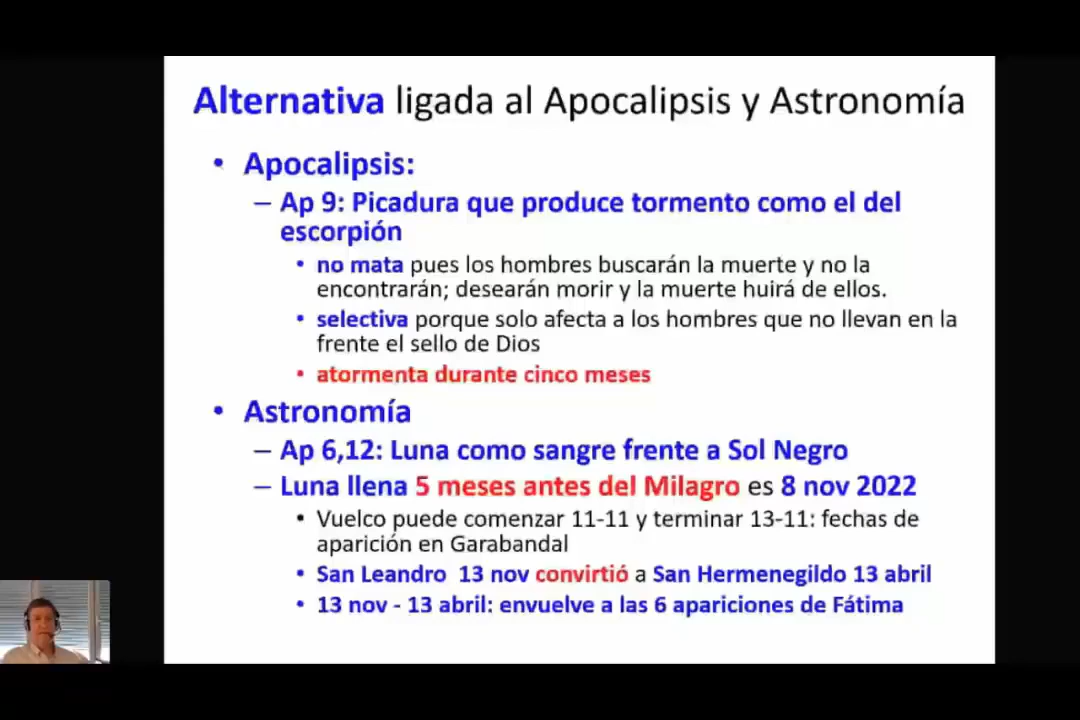 Alternativa ligada al Apocalipsis y Astronomía
• Apocalipsis:
– Ap 9: Picadura que produce tormento como el del
escorpión
• no mata pues los hombres buscarán la muerte y no la
encontrarán; desearán morir y la muerte huirá de ellos.
• selectiva porque solo afecta a los hombres que no llevan en la
frente el sello de Dios
• atormenta durante cinco meses
• Astronomía
– Ap 6,12: Luna como sangre frente a Sol Negro
– Luna llena 5 meses antes del Milagro es 8 nov 2022
• Vuelco puede comenzar 11-11 y terminar 13-11: fechas de
aparición en Garabandal
• San Leandro 13 nov convirtió a San Hermenegildo 13 abril
• 13 nov - 13 abril: envuelve a las 6 apariciones de Fátima